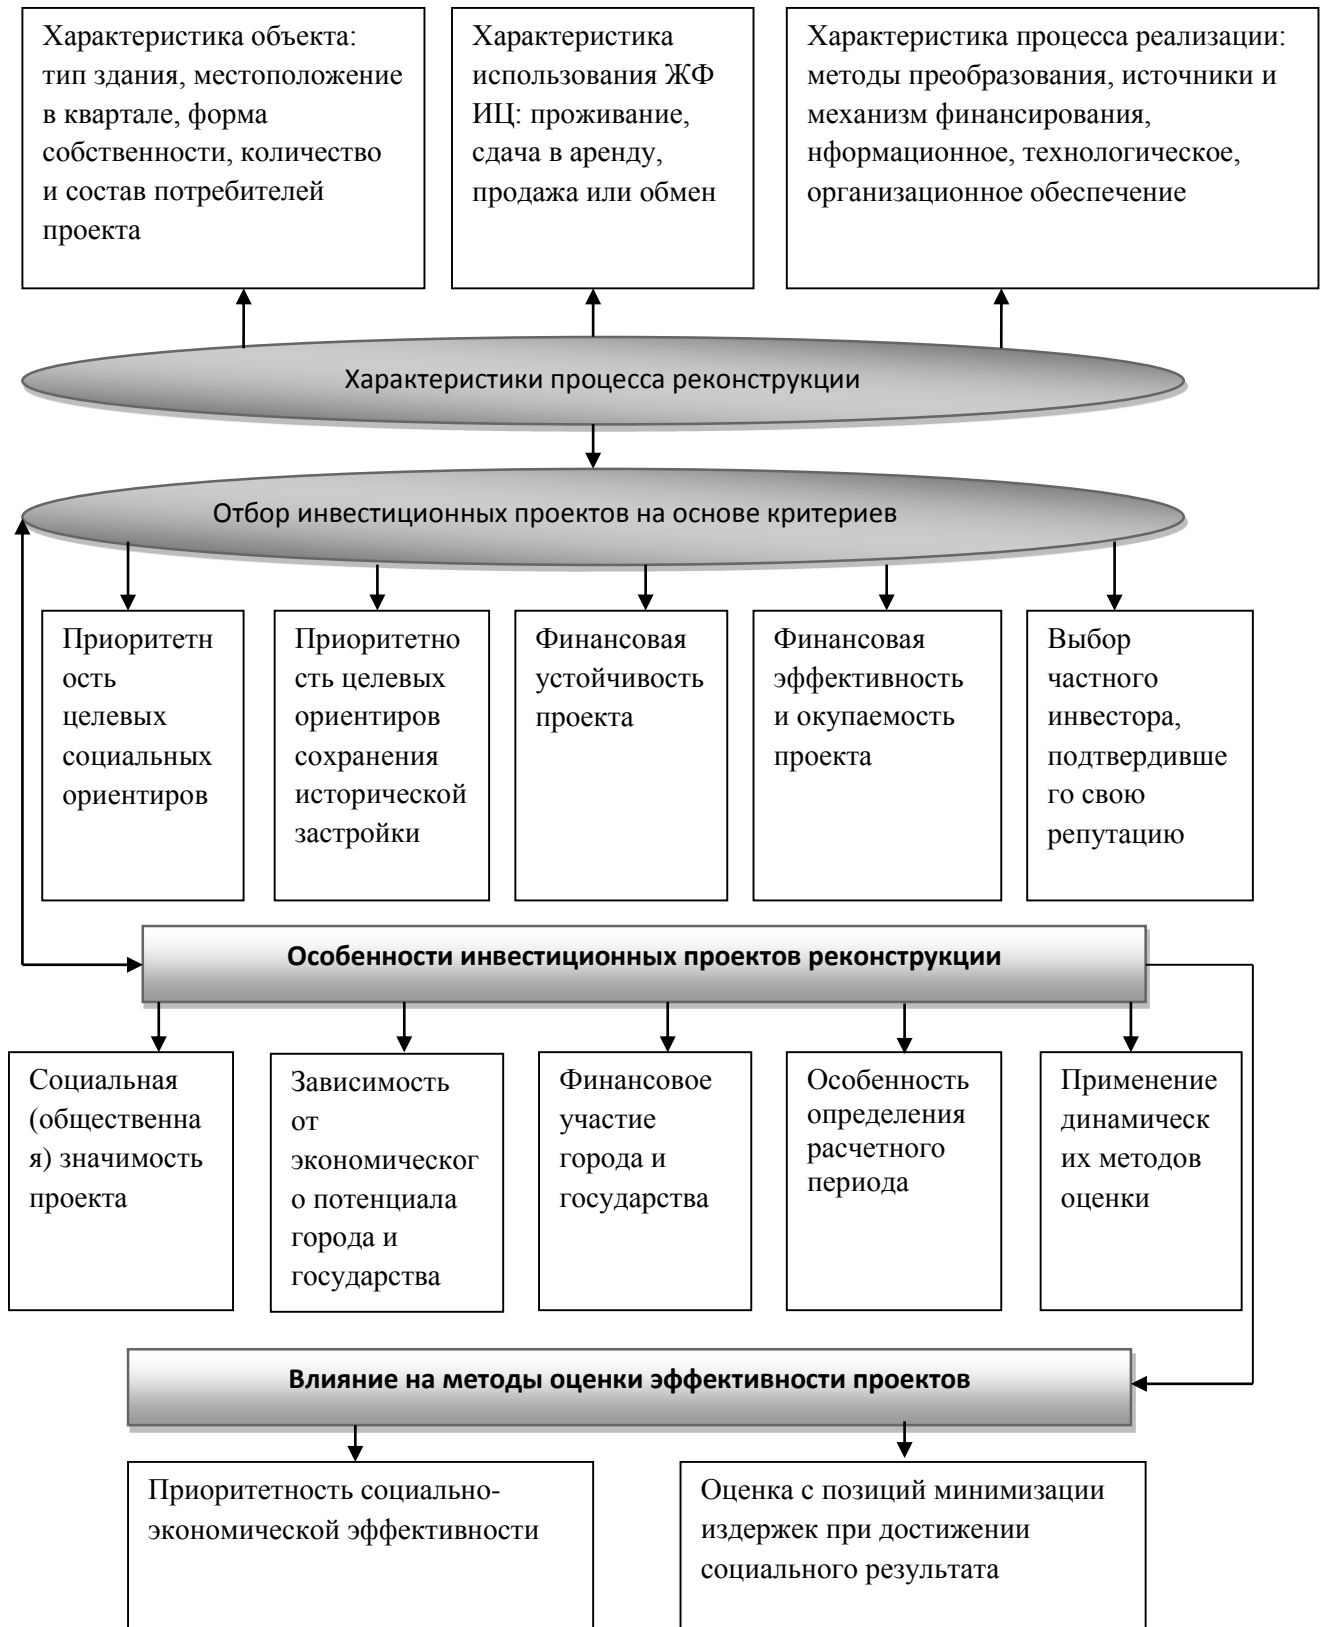 Характеристика объекта:
тип здания, местоположение
в квартале, форма
собственности, количество
и состав потребителей
проекта
Характеристика
использования ЖФ
ИЦ: проживание,
сдача в аренду,
продажа или обмен
Характеристика процесса реализации:
методы преобразования, источники и
механизм финансирования,
нформационное, технологическое,
организационное обеспечение
Характеристики процесса реконструкции
Отбор инвестиционных проектов на основе критериев
Приоритетн
ость
целевых
социальных
ориентиров
Приоритетно
сть целевых
ориентиров
сохранения
исторической
застройки
Финансовая
устойчивость
проекта
Финансовая
эффективность
и окупаемость
проекта
Выбор
частного
инвестора,
подтвердивше
го свою
репутацию
Особенности инвестиционных проектов реконструкции
Социальная
(общественна
я) значимость
проекта
Зависимость
от
экономическог
о потенциала
города и
государства
Финансовое
участие
города и
государства
Особенность
определения
расчетного
периода
Применение
динамическ
их методов
оценки
Влияние на методы оценки эффективности проектов
Приоритетность социально-
экономической эффективности
Оценка с позиций минимизации
издержек при достижении
социального результата